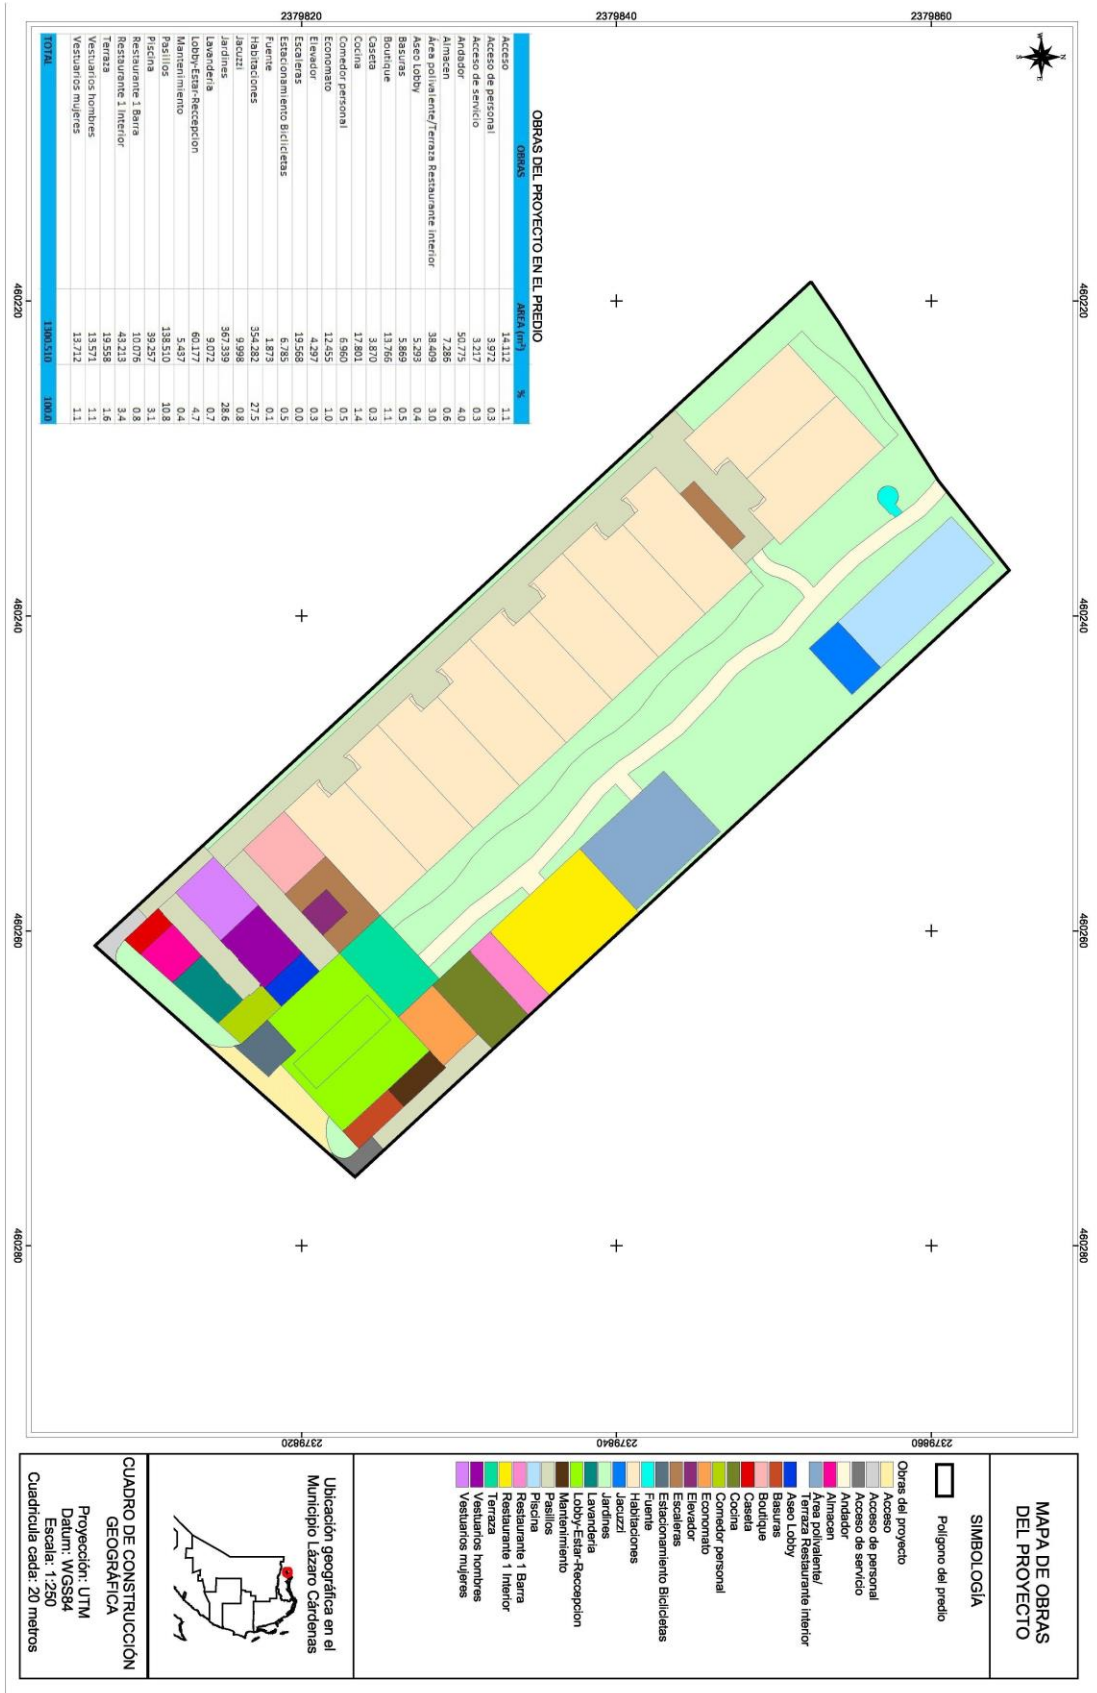 MAPA DE OBRAS
DEL PROYECTO
SIMBOLOGÍA
Polígono del predio
Obras del proyecto
Acceso
Acceso de personal
Acceso de servicio
Andador
Almacen
Área polivalente/
Terraza Restaurante interior
Aseo Lobby
Basuras
Boutique
Caseta
Cocina
Comedor personal
Economato
Elevador
Escaleras
Estacionamiento Biclicletas
Fuente
Habitaciones
Jacuzzi
Jardines
Lavanderia
Lobby-Estar-Reccepcion
Mantenimiento
Pasillos
Piscina
Restaurante 1 Barra
Restaurante 1 Interior
Terraza
Vestuarios hombres
Vestuarios mujeres
Ubicación geográfica en el
Municipio Lázaro Cárdenas
CUADRO DE CONSTRUCCIÓN
GEOGRÁFICA
Proyección: UTM
Datum: WGS84
Escala: 1:250
Cuadrícula cada: 20 metros
OBRAS DEL PROYECTO EN EL PREDIO
OBRAS AREA (m²) %
Acceso 14.112 1.1
Acceso de personal 3.972 0.3
Acceso de servicio 3.217 0.3
Andador 50.775 4.0
Almacen 7.286 0.6
Área polivalente/Terraza Restaurante interior 38.409 3.0
Aseo Lobby 5.293 0.4
Basuras 5.869 0.5
Boutique 13.766 1.1
Caseta 3.870 0.3
Cocina 17.801 1.4
Comedor personal 6.960 0.5
Economato 12.455 1.0
Elevador 4.297 0.3
Escaleras 19.568 0.0
Estacionamiento Biclicletas 6.785 0.5
Fuente 1.873 0.1
Habitaciones 354.282 27.5
Jacuzzi 9.998 0.8
Jardines 367.339 28.6
Lavanderia 9.072 0.7
Lobby-Estar-Reccepcion 60.177 4.7
Mantenimiento 5.437 0.4
Pasillos 138.510 10.8
Piscina 39.257 3.1
Restaurante 1 Barra 10.076 0.8
Restaurante 1 Interior 43.213 3.4
Terraza 19.558 1.6
Vestuarios hombres 13.571 1.1
Vestuarios mujeres 13.712 1.1
TOTAL 1300.510 100.0
460220
460240
460260
460280
460220
460240
460260
460280
2379860
2379840
2379820
2379860
2379840
2379820
N
E
S
W